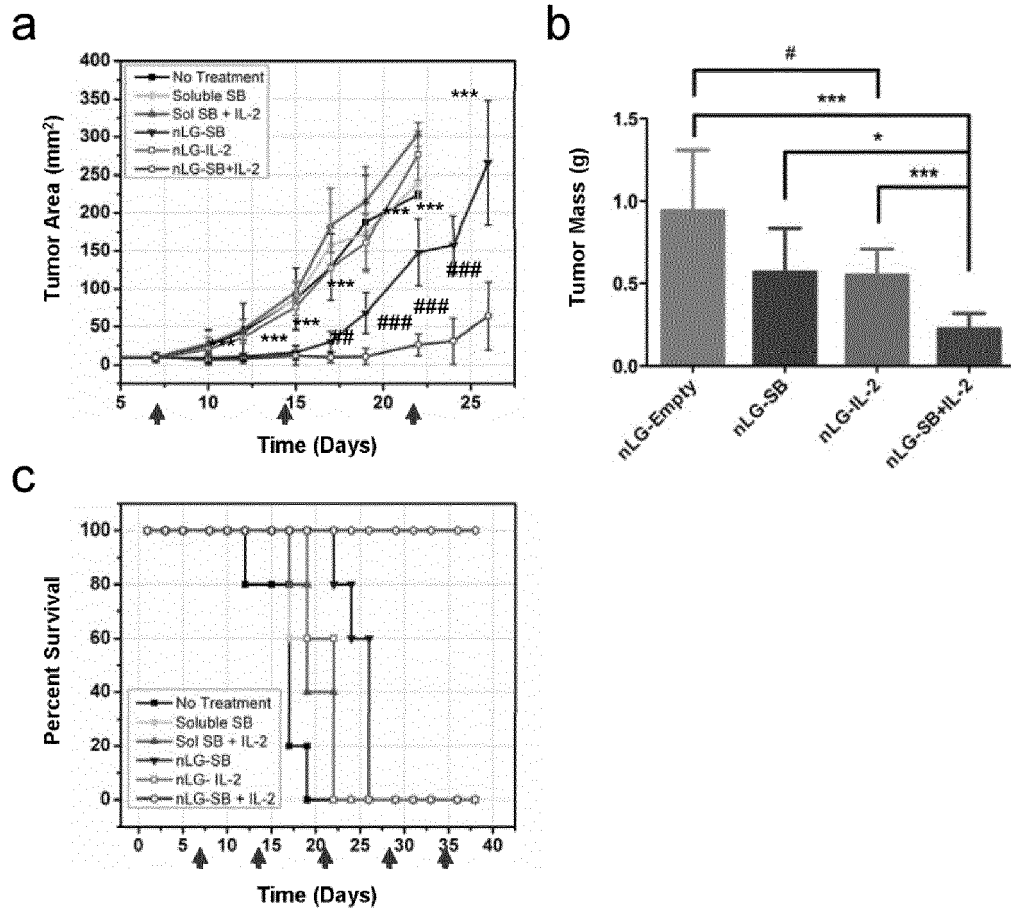 a
Tumor Area (mm²)
400
350
300
250
200
150
100
50
0
No Treatment
Soluble SB
Sol SB + IL-2
nLG-SB
nLG-IL-2
nLG-SB+IL-2
***
***
***
***
***
***
***
##
###
###
###
5
10
15
20
25
Time (Days)
b
Tumor Mass (g)
1.5
1.0
0.5
0.0
#
***
*
***
nLG-Empty
nLG-SB
nLG-IL-2
nLG-SB+IL-2
c
Percent Survival
100
80
60
40
20
0
No Treatment
Soluble SB
Sol SB + IL-2
nLG-SB
nLG- IL-2
nLG-SB + IL-2
0
5
10
15
20
25
30
35
40
Time (Days)